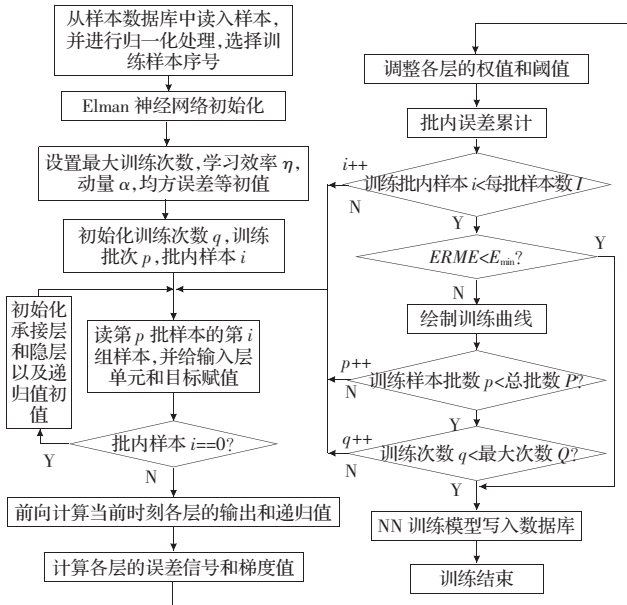 从样本数据库中读入样本,
并进行归一化处理,选择训
练样本序号
Elman 神经网络初始化
设置最大训练次数,学习效率 η,
动量 α,均方误差等初值
初始化训练次数 q,训练
批次 p,批内样本 i
初始化
承接层
和隐层
以及递
归值初
值
读第 p 批样本的第 i
组样本,并给输入层
单元和目标赋值
批内样本 i==0?
Y
N
前向计算当前时刻各层的输出和递归值
计算各层的误差信号和梯度值
调整各层的权值和阈值
批内误差累计
i++
训练批内样本 i<每批样本数 I
N
Y
ERME<Emin?
Y
N
绘制训练曲线
p++
训练样本批数 p<总批数 P?
N
Y
q++
训练次数 q<最大次数 Q?
N
Y
NN 训练模型写入数据库
训练结束